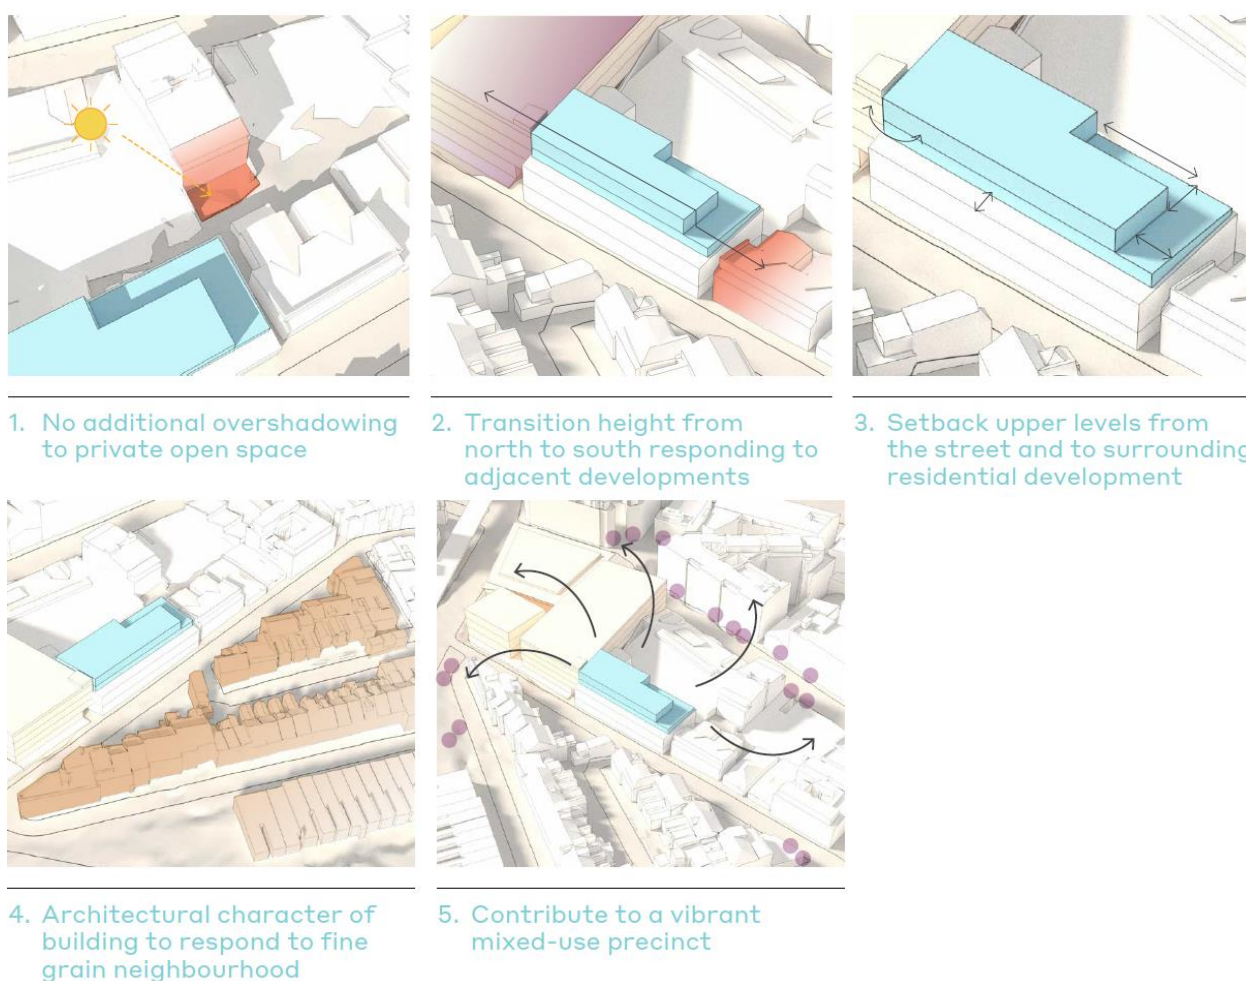 1. No additional overshadowing
to private open space
2. Transition height from
north to south responding to
adjacent developments
3. Setback upper levels from
the street and to surrounding
residential development
4. Architectural character of
building to respond to fine
grain neighbourhood
5. Contribute to a vibrant
mixed-use precinct